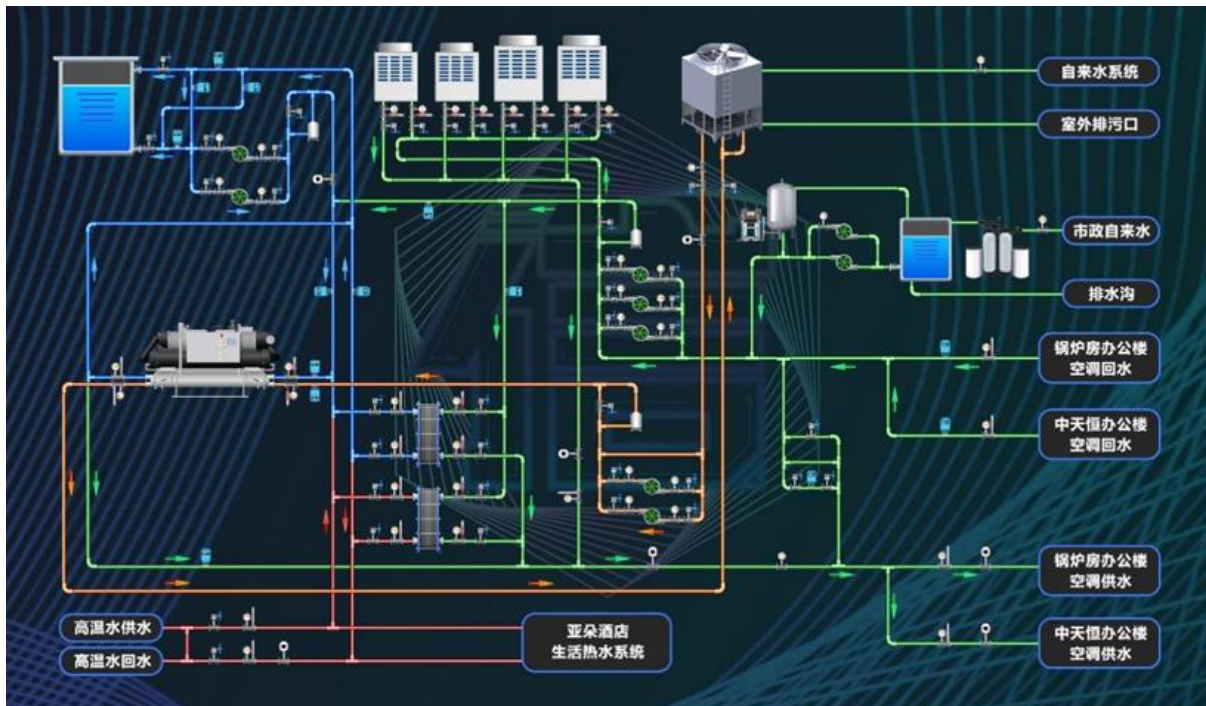 自来水系统
室外排污口
市政自来水
排水沟
锅炉房办公楼
空调回水
中天恒办公楼
空调回水
锅炉房办公楼
空调供水
中天恒办公楼
空调供水
高温水供水
高温水回水
亚朵酒店
生活热水系统